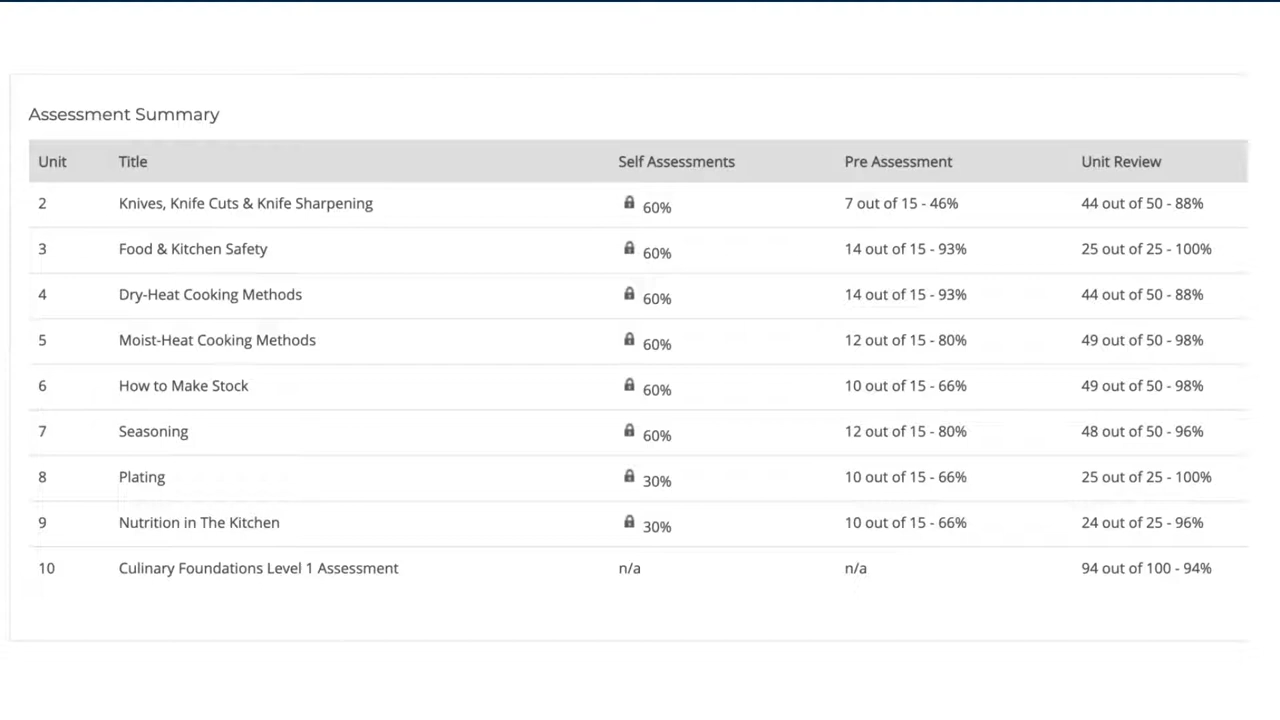 Assessment Summary
Unit Title Self Assessments Pre Assessment Unit Review
2 Knives, Knife Cuts & Knife Sharpening 60% 7 out of 15 - 46% 44 out of 50 - 88%
3 Food & Kitchen Safety 60% 14 out of 15 - 93% 25 out of 25 - 100%
4 Dry-Heat Cooking Methods 60% 14 out of 15 - 93% 44 out of 50 - 88%
5 Moist-Heat Cooking Methods 60% 12 out of 15 - 80% 49 out of 50 - 98%
6 How to Make Stock 60% 10 out of 15 - 66% 49 out of 50 - 98%
7 Seasoning 60% 12 out of 15 - 80% 48 out of 50 - 96%
8 Plating 30% 10 out of 15 - 66% 25 out of 25 - 100%
9 Nutrition in The Kitchen 30% 10 out of 15 - 66% 24 out of 25 - 96%
10 Culinary Foundations Level 1 Assessment n/a n/a 94 out of 100 - 94%